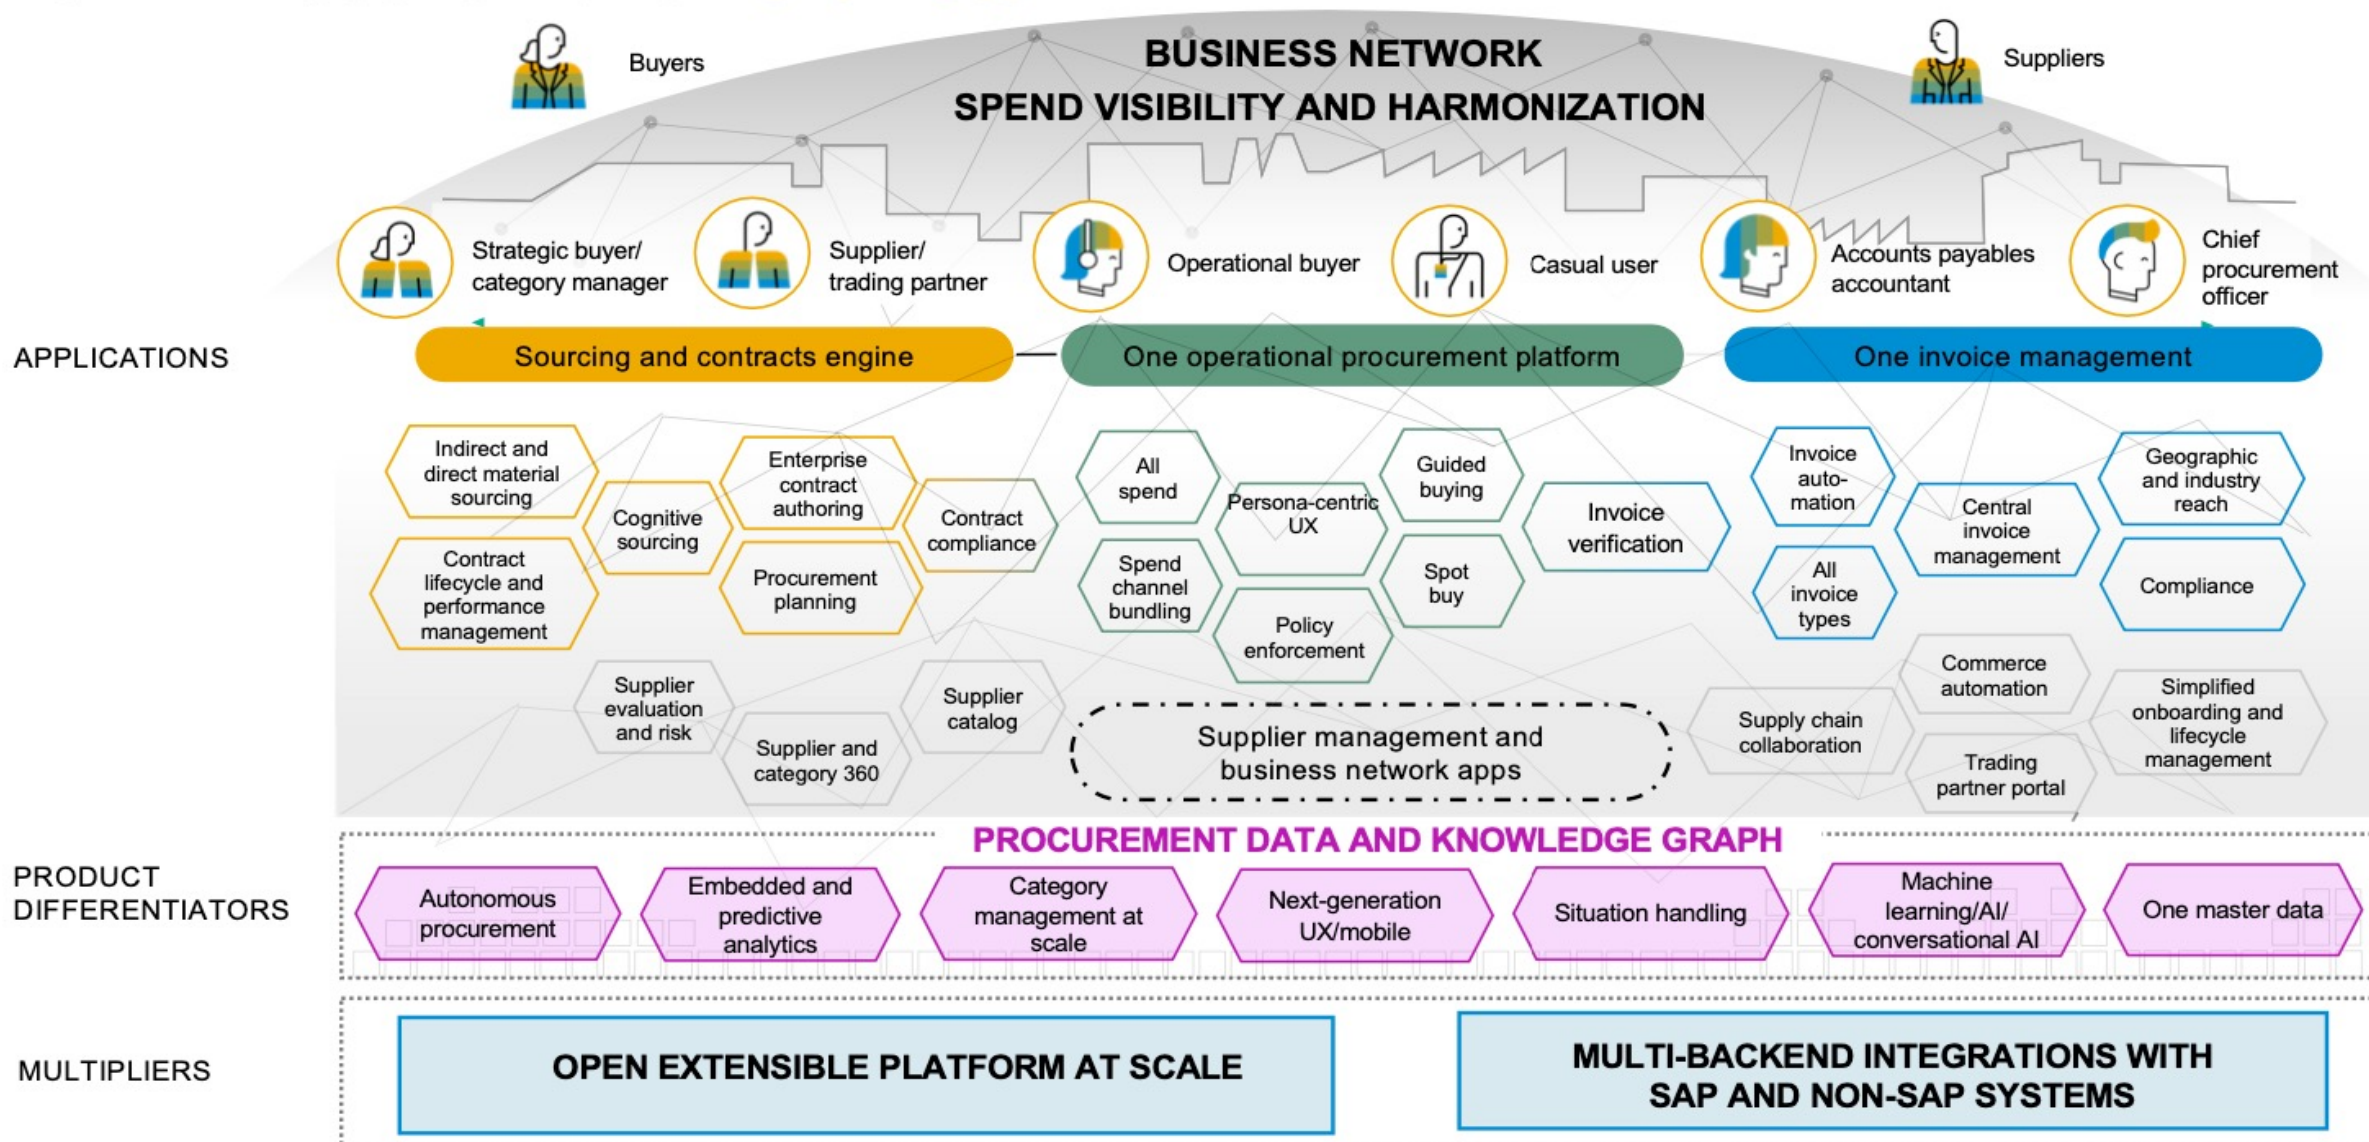 Buyers
BUSINESS NETWORK
SPEND VISIBILITY AND HARMONIZATION
Suppliers
Strategic buyer/
category manager
Supplier/
trading partner
Operational buyer
Casual user
Accounts payables
accountant
Chief
procurement
officer
APPLICATIONS
Sourcing and contracts engine
One operational procurement platform
One invoice management
Indirect and
direct material
sourcing
Contract
lifecycle and
performance
management
Cognitive
sourcing
Enterprise
contract
authoring
Procurement
planning
Contract
compliance
All
spend
Spend
channel
bundling
Persona-centric
UX
Policy
enforcement
Guided
buying
Spot
buy
Invoice
verification
Invoice
auto-
mation
All
invoice
types
Central
invoice
management
Geographic
and industry
reach
Compliance
Supplier
evaluation
and risk
Supplier and
category 360
Supplier
catalog
Supplier management and
business network apps
Supply chain
collaboration
Commerce
automation
Trading
partner portal
Simplified
onboarding and
lifecycle
management
PROCUREMENT DATA AND KNOWLEDGE GRAPH
PRODUCT
DIFFERENTIATORS
Autonomous
procurement
Embedded and
predictive
analytics
Category
management at
scale
Next-generation
UX/mobile
Situation handling
Machine
learning/AI/
conversational AI
One master data
MULTIPLIERS
OPEN EXTENSIBLE PLATFORM AT SCALE
MULTI-BACKEND INTEGRATIONS WITH
SAP AND NON-SAP SYSTEMS